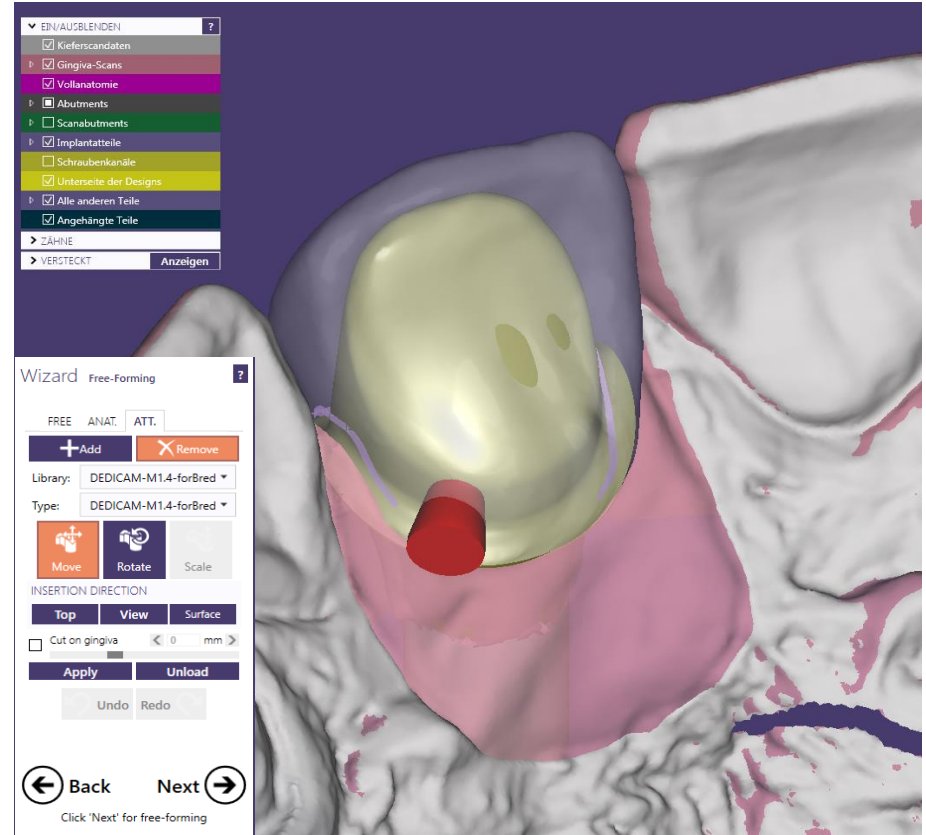 EIN/AUSBLENDEN ?
Kieferscandaten
Gingiva-Scans
Vollanatomie
Abutments
Scanabutments
Implantatteile
Schraubenkanäle
Unterseite der Designs
Alle anderen Teile
Angehängte Teile
ZÄHNE
VERSTECKT Anzeigen
Wizard Free-Forming ?
FREE ANAT. ATT.
Add Remove
Library: DEDICAM-M1.4-forBred
Type: DEDICAM-M1.4-forBred
Move Rotate Scale
INSERTION DIRECTION
Top View Surface
Cut on gingiva 0 mm
Apply Unload
Undo Redo
Back Next
Click 'Next' for free-forming